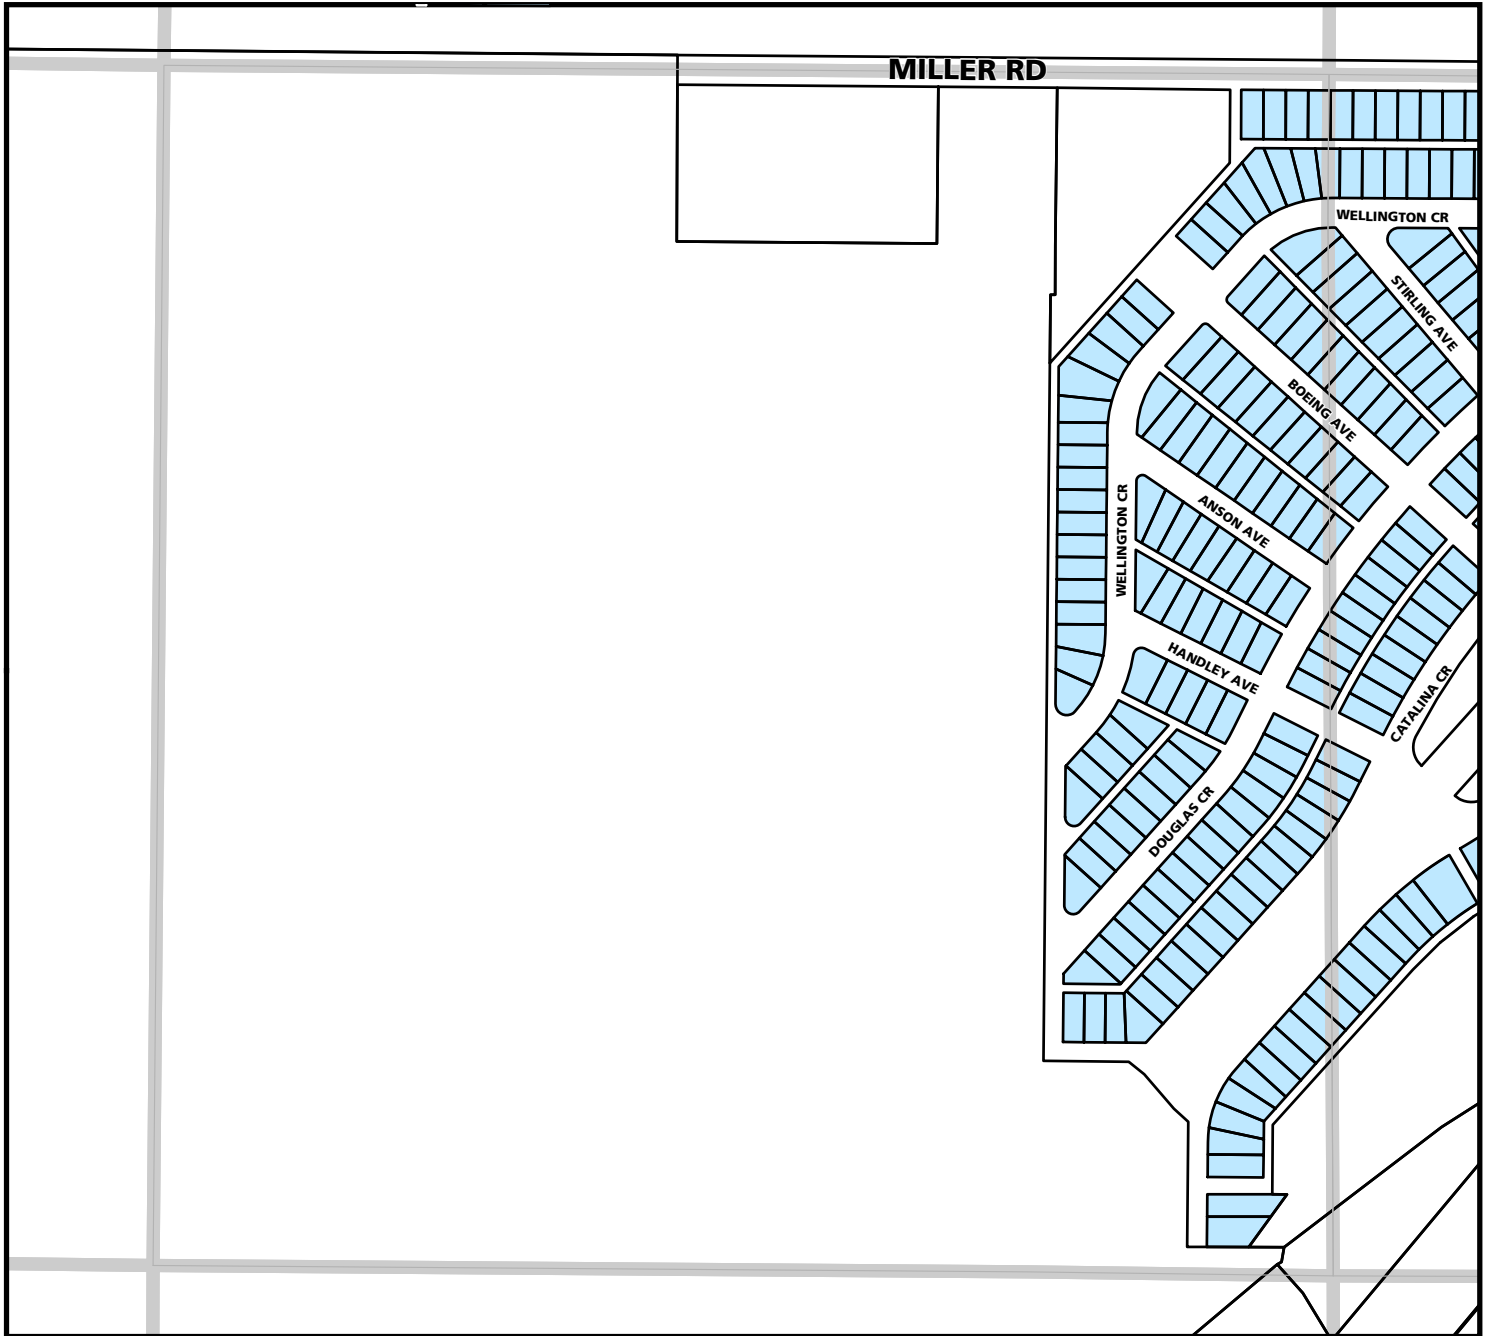 MILLER RD
WELLINGTON CR
STIRLING AVE
BOEING AVE
ANSON AVE
WELLINGTON CR
HANDLEY AVE
CATALINA CR
DOUGLAS CR